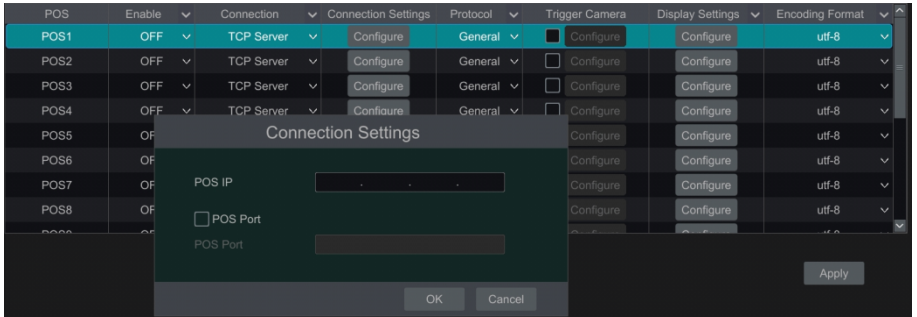 POS Enable Connection Connection Settings Protocol Trigger Camera Display Settings Encoding Format
POS1 OFF TCP Server Configure General Configure Configure utf-8
POS2 OFF TCP Server Configure General Configure Configure utf-8
POS3 OFF TCP Server Configure General Configure Configure utf-8
POS4 OFF TCP Server Configure General Configure Configure utf-8
POS5 Configure Configure utf-8
POS6 Configure Configure utf-8
POS7 Configure Configure utf-8
POS8 Configure Configure utf-8
Connection Settings
POS IP . . .
POS Port
POS Port
OK Cancel
Apply